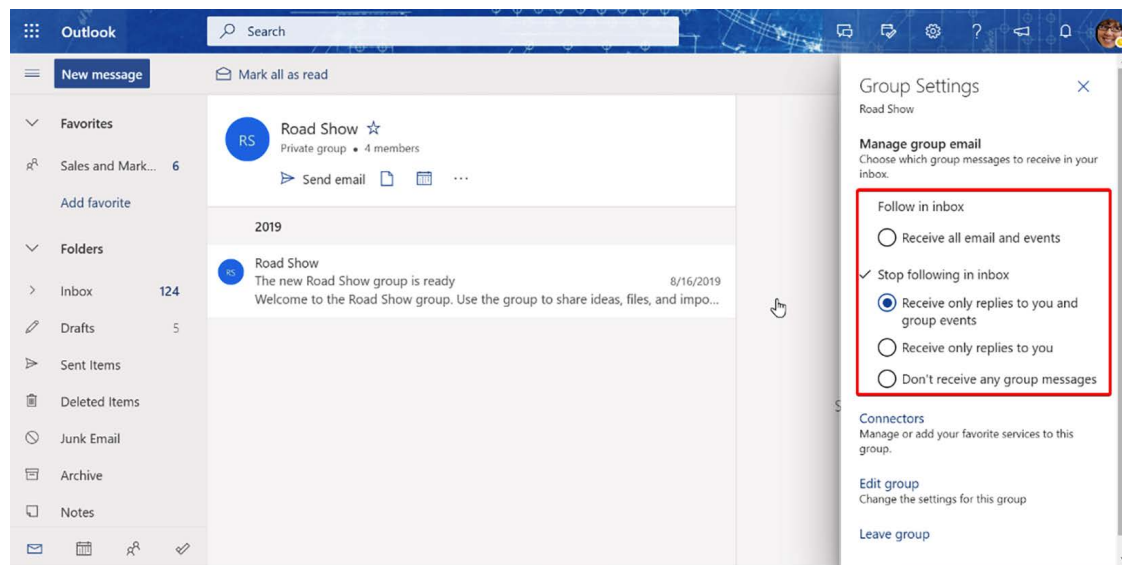 Outlook
Search
New message
Mark all as read
Favorites
Sales and Mark... 6
Add favorite
Folders
Inbox 124
Drafts 5
Sent Items
Deleted Items
Junk Email
Archive
Notes
RS
Road Show
Private group • 4 members
Send email
2019
RS
Road Show
The new Road Show group is ready 8/16/2019
Welcome to the Road Show group. Use the group to share ideas, files, and impo...
S
Group Settings
Road Show
Manage group email
Choose which group messages to receive in your
inbox.
Follow in inbox
Receive all email and events
Stop following in inbox
Receive only replies to you and
group events
Receive only replies to you
Don't receive any group messages
Connectors
Manage or add your favorite services to this
group.
Edit group
Change the settings for this group
Leave group